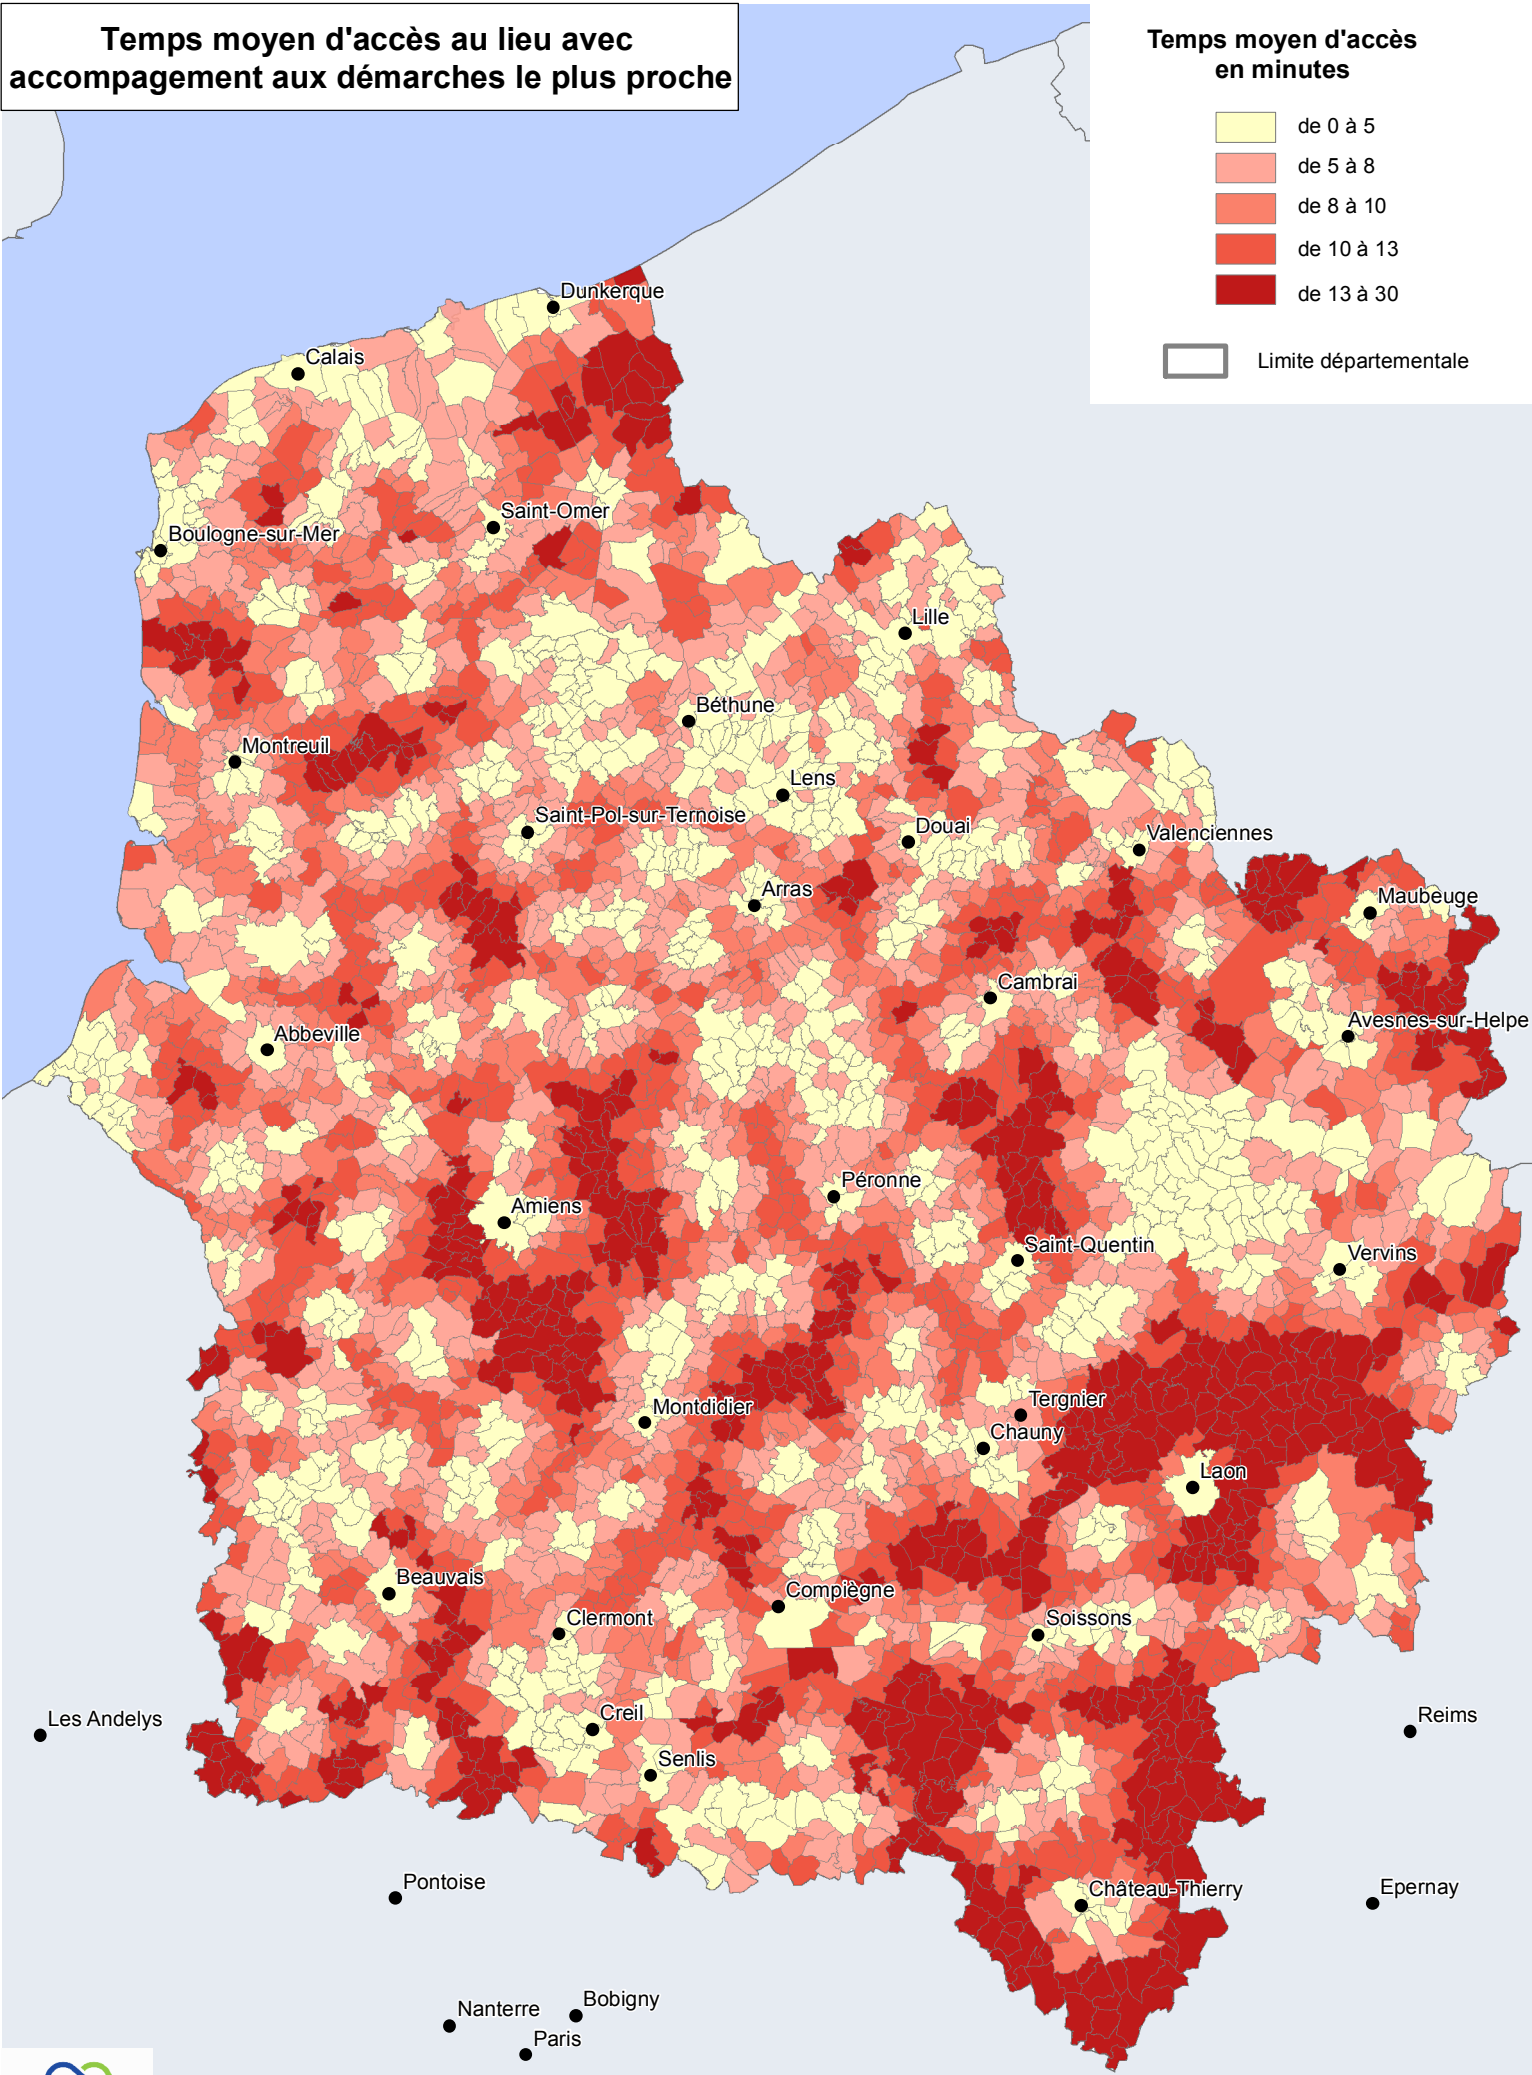 Temps moyen d'accès au lieu avec
accompagement aux démarches le plus proche
Temps moyen d'accès
en minutes
de 0 à 5
de 5 à 8
de 8 à 10
de 10 à 13
de 13 à 30
Limite départementale
Dunkerque
Calais
Saint-Omer
Boulogne-sur-Mer
Lille
Béthune
Montreuil
Lens
Saint-Pol-sur-Ternoise
Douai
Valenciennes
Arras
Maubeuge
Cambrai
Avesnes-sur-Helpe
Abbeville
Péronne
Amiens
Saint-Quentin
Vervins
Tergnier
Montdidier
Chauny
Laon
Beauvais
Compiègne
Clermont
Soissons
Les Andelys
Creil
Reims
Senlis
Pontoise
Château-Thierry
Epernay
Bobigny
Nanterre
Paris